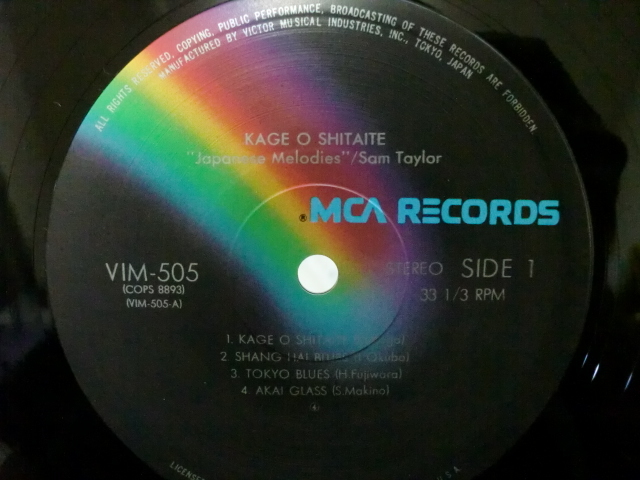 ALL RIGHTS RESERVED. COPYING, PUBLIC PERFORMANCE, BROADCASTING OF THESE RECORDS ARE FORBIDDEN.
MANUFACTURED BY VICTOR MUSICAL INDUSTRIES, INC., TOKYO, JAPAN
KAGE O SHITAITE
"Japanese Melodies"/Sam Taylor
® MCA RECORDS
VIM-505
(COPS 8893)
(VIM-505-A)
STEREO SIDE 1
33 1/3 RPM
1. KAGE O SHITAITE
2. SHANG HAI BLUES
3. TOKYO BLUES (H.Fujiwara)
4. AKAI GLASS (S.Makino)